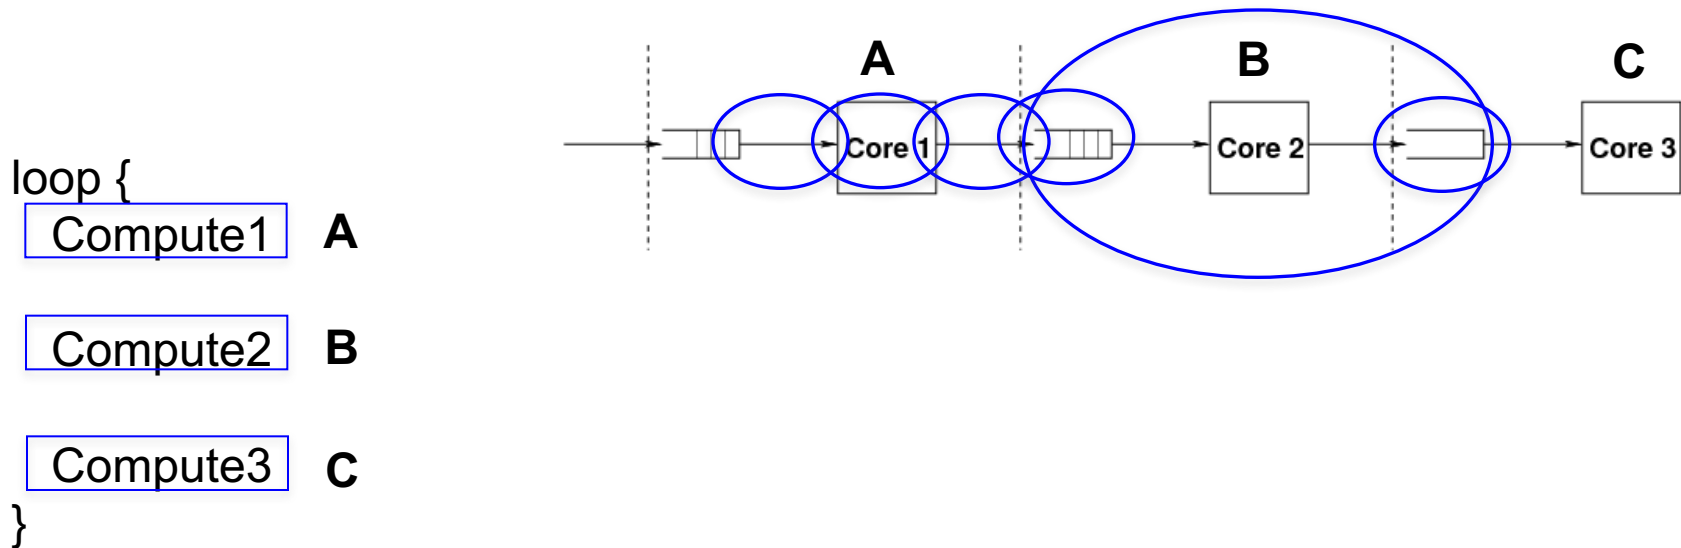 A B C
Core 1 Core 2 Core 3
loop {
Compute1 A
Compute2 B
Compute3 C
}